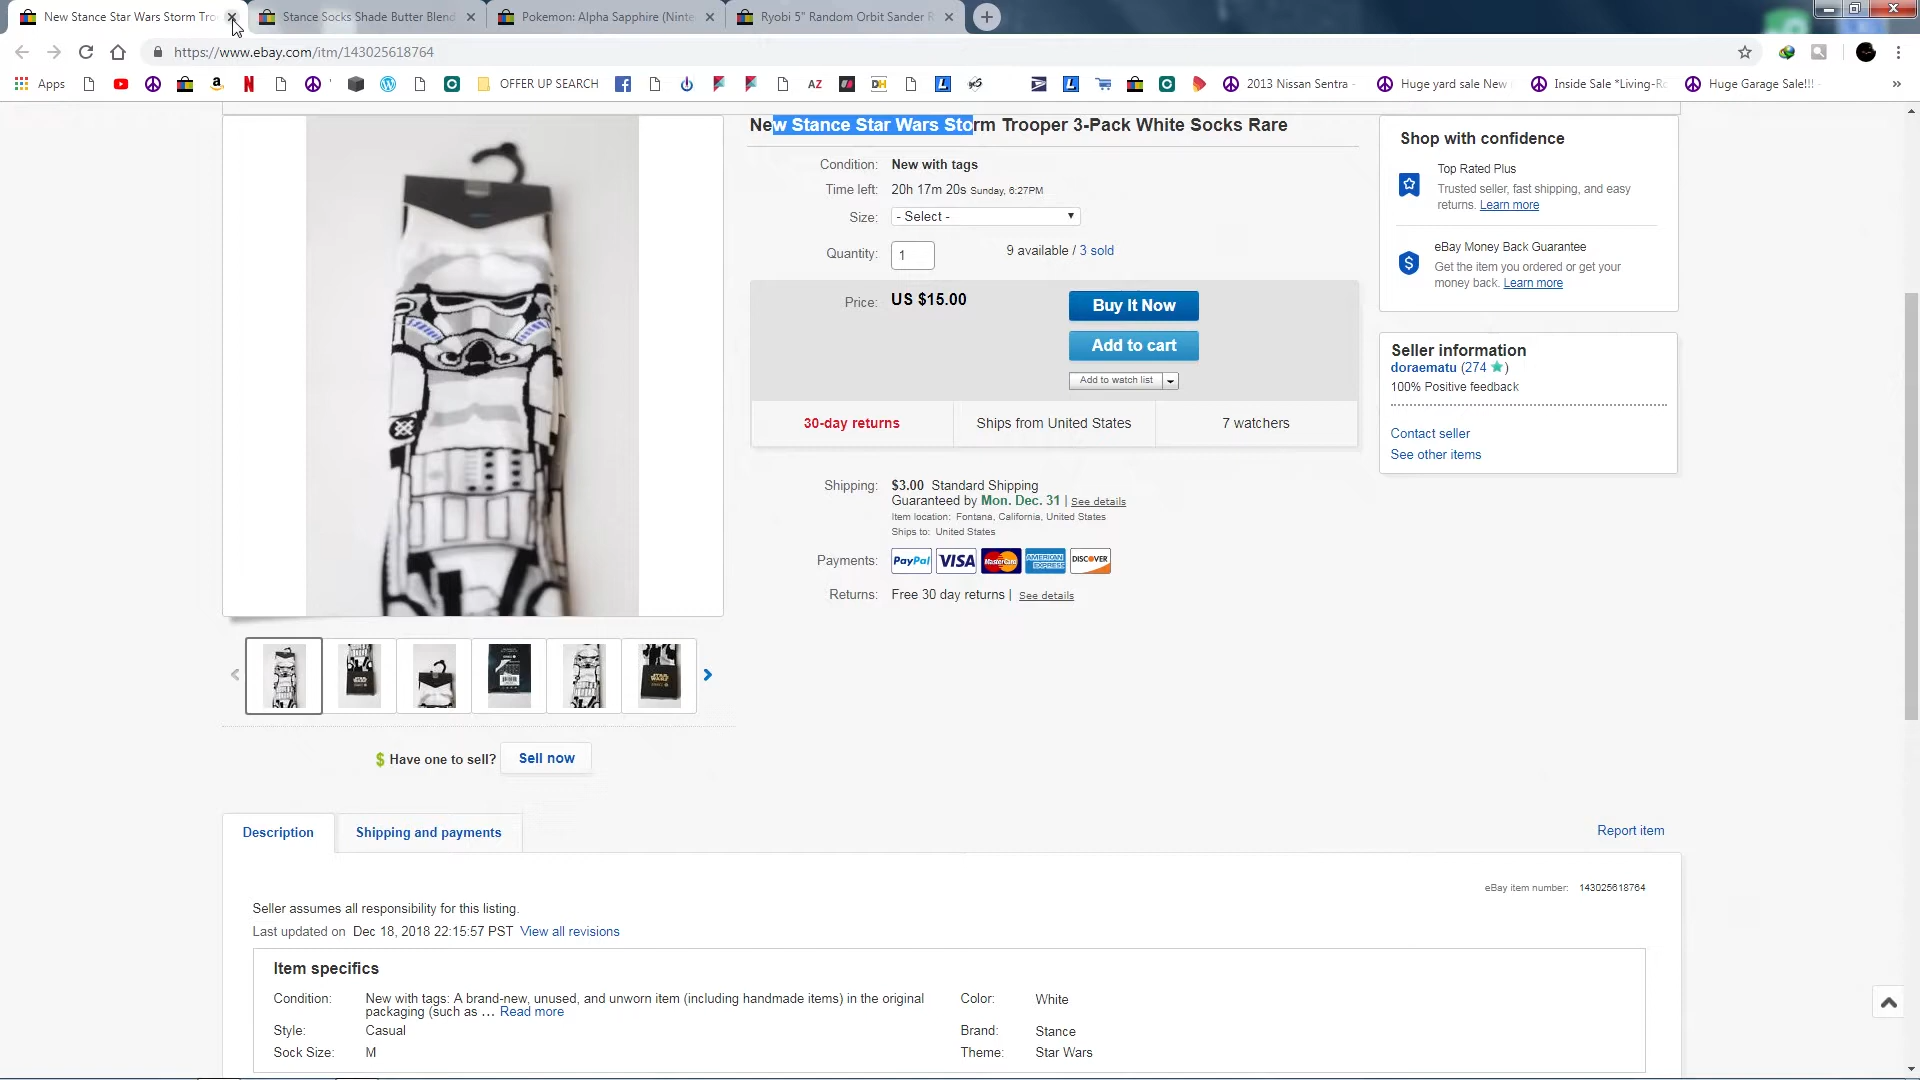 New Stance Star Wars Storm Tro
Stance Socks Shade Butter Blend
Pokemon: Alpha Sapphire (Ninte
Ryobi 5" Random Orbit Sander R
https://www.ebay.com/itm/143025618764
Apps
OFFER UP SEARCH
AZ
DH
2013 Nissan Sentra -
Huge yard sale New
Inside Sale *Living-Ro
Huge Garage Sale!!! -
New Stance Star Wars Storm Trooper 3-Pack White Socks Rare
Condition: New with tags
Time left: 20h 17m 20s Sunday, 6:27PM
Size: - Select -
Quantity: 1 9 available / 3 sold
Price: US $15.00
Buy It Now
Add to cart
Add to watch list
30-day returns
Ships from United States
7 watchers
Shipping: $3.00 Standard Shipping
Guaranteed by Mon. Dec. 31 | See details
Item location: Fontana, California, United States
Ships to: United States
Payments: PayPal VISA MasterCard AMERICAN EXPRESS DISCOVER
Returns: Free 30 day returns | See details
Shop with confidence
Top Rated Plus
Trusted seller, fast shipping, and easy
returns. Learn more
eBay Money Back Guarantee
Get the item you ordered or get your
money back. Learn more
Seller information
doraematu (274 )
100% Positive feedback
Contact seller
See other items
Have one to sell? Sell now
Description
Shipping and payments
Report item
eBay item number: 143025618764
Seller assumes all responsibility for this listing.
Last updated on Dec 18, 2018 22:15:57 PST View all revisions
Item specifics
Condition: New with tags: A brand-new, unused, and unworn item (including handmade items) in the original
packaging (such as ... Read more
Color: White
Style: Casual
Brand: Stance
Sock Size: M
Theme: Star Wars